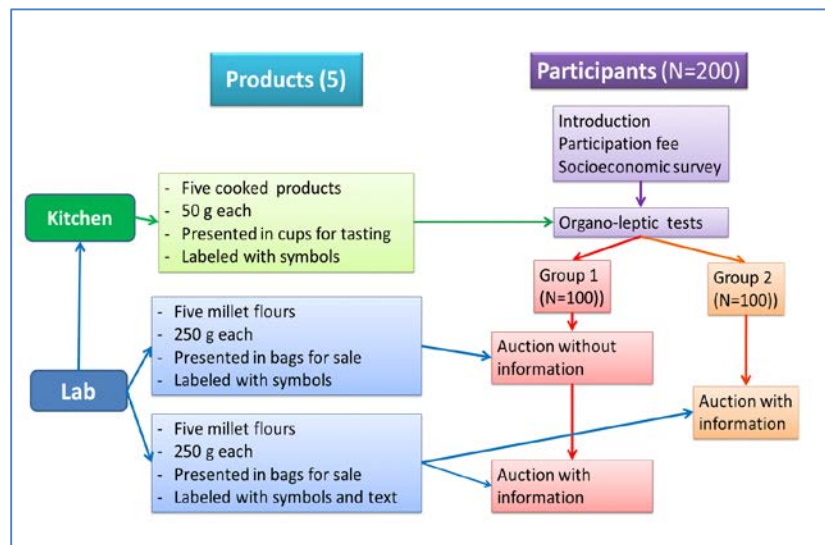 Products (5)
Participants (N=200)
Introduction
Participation fee
Socioeconomic survey
Kitchen
- Five cooked products
- 50 g each
- Presented in cups for tasting
- Labeled with symbols
Organo-leptic tests
Group 1
(N=100))
Group 2
(N=100))
- Five millet flours
- 250 g each
- Presented in bags for sale
- Labeled with symbols
Auction without
information
Lab
Auction with
information
- Five millet flours
- 250 g each
- Presented in bags for sale
- Labeled with symbols and text
Auction with
information